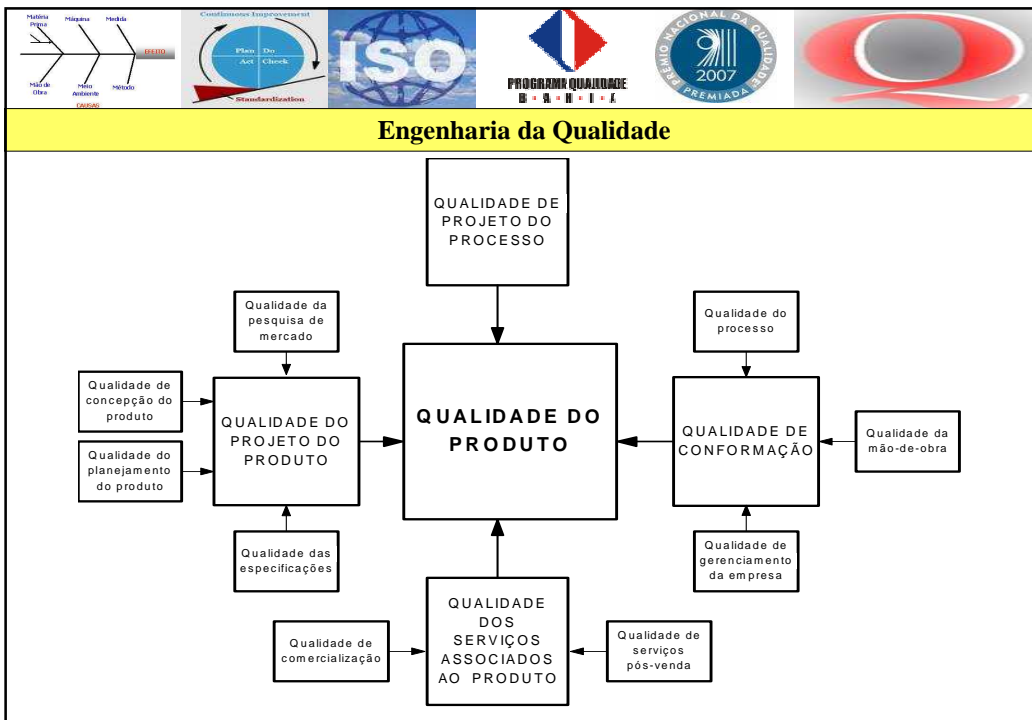 Matéria
Prima
Máquina
Medida
EFEITO
Mão de
Obra
Meio
Ambiente
Método
CAUSAS
Continuous Improvement
Plan
Do
Act
Check
Standardization
ISO
PROGRAMA QUALIDADE
B A H I A
PRÊMIO NACIONAL DA QUALIDADE
2007
PREMIADA
Engenharia da Qualidade
QUALIDADE DE
PROJETO DO
PROCESSO
Qualidade da
pesquisa de
mercado
Qualidade do
processo
Qualidade de
concepção do
produto
QUALIDADE DO
PROJETO DO
PRODUTO
QUALIDADE DO
PRODUTO
QUALIDADE DE
CONFORMAÇÃO
Qualidade da
mão-de-obra
Qualidade do
planejamento
do produto
Qualidade das
especificações
Qualidade de
gerenciamento
da empresa
QUALIDADE
DOS
SERVIÇOS
ASSOCIADOS
AO PRODUTO
Qualidade de
comercialização
Qualidade de
serviços
pós-venda